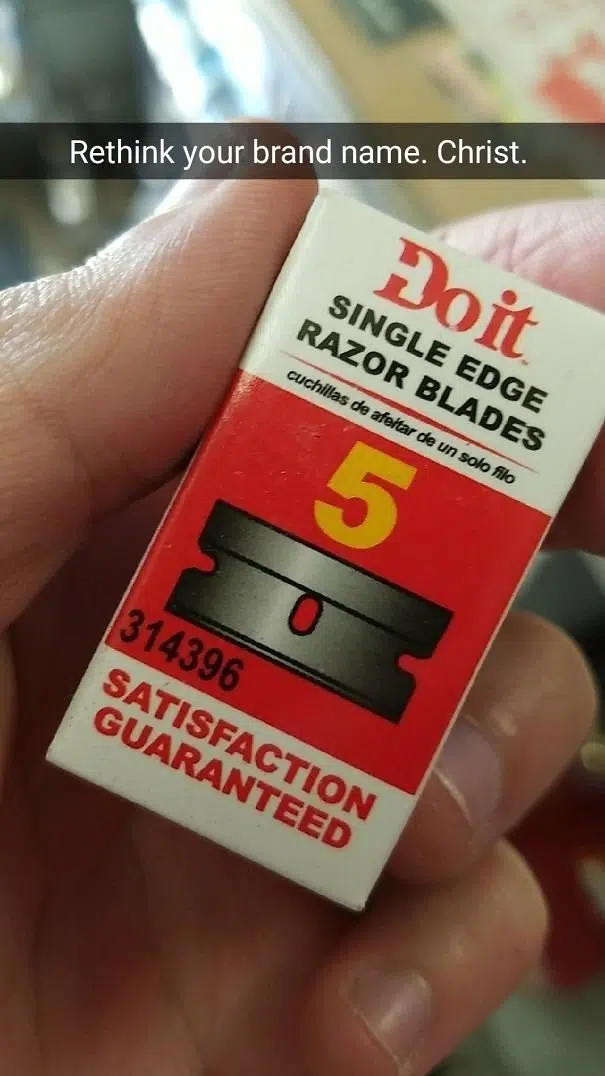 Rethink your brand name. Christ.
Do it
SINGLE EDGE
RAZOR BLADES
cuchillas de afeitar de un solo filo
5
314396
SATISFACTION
GUARANTEED